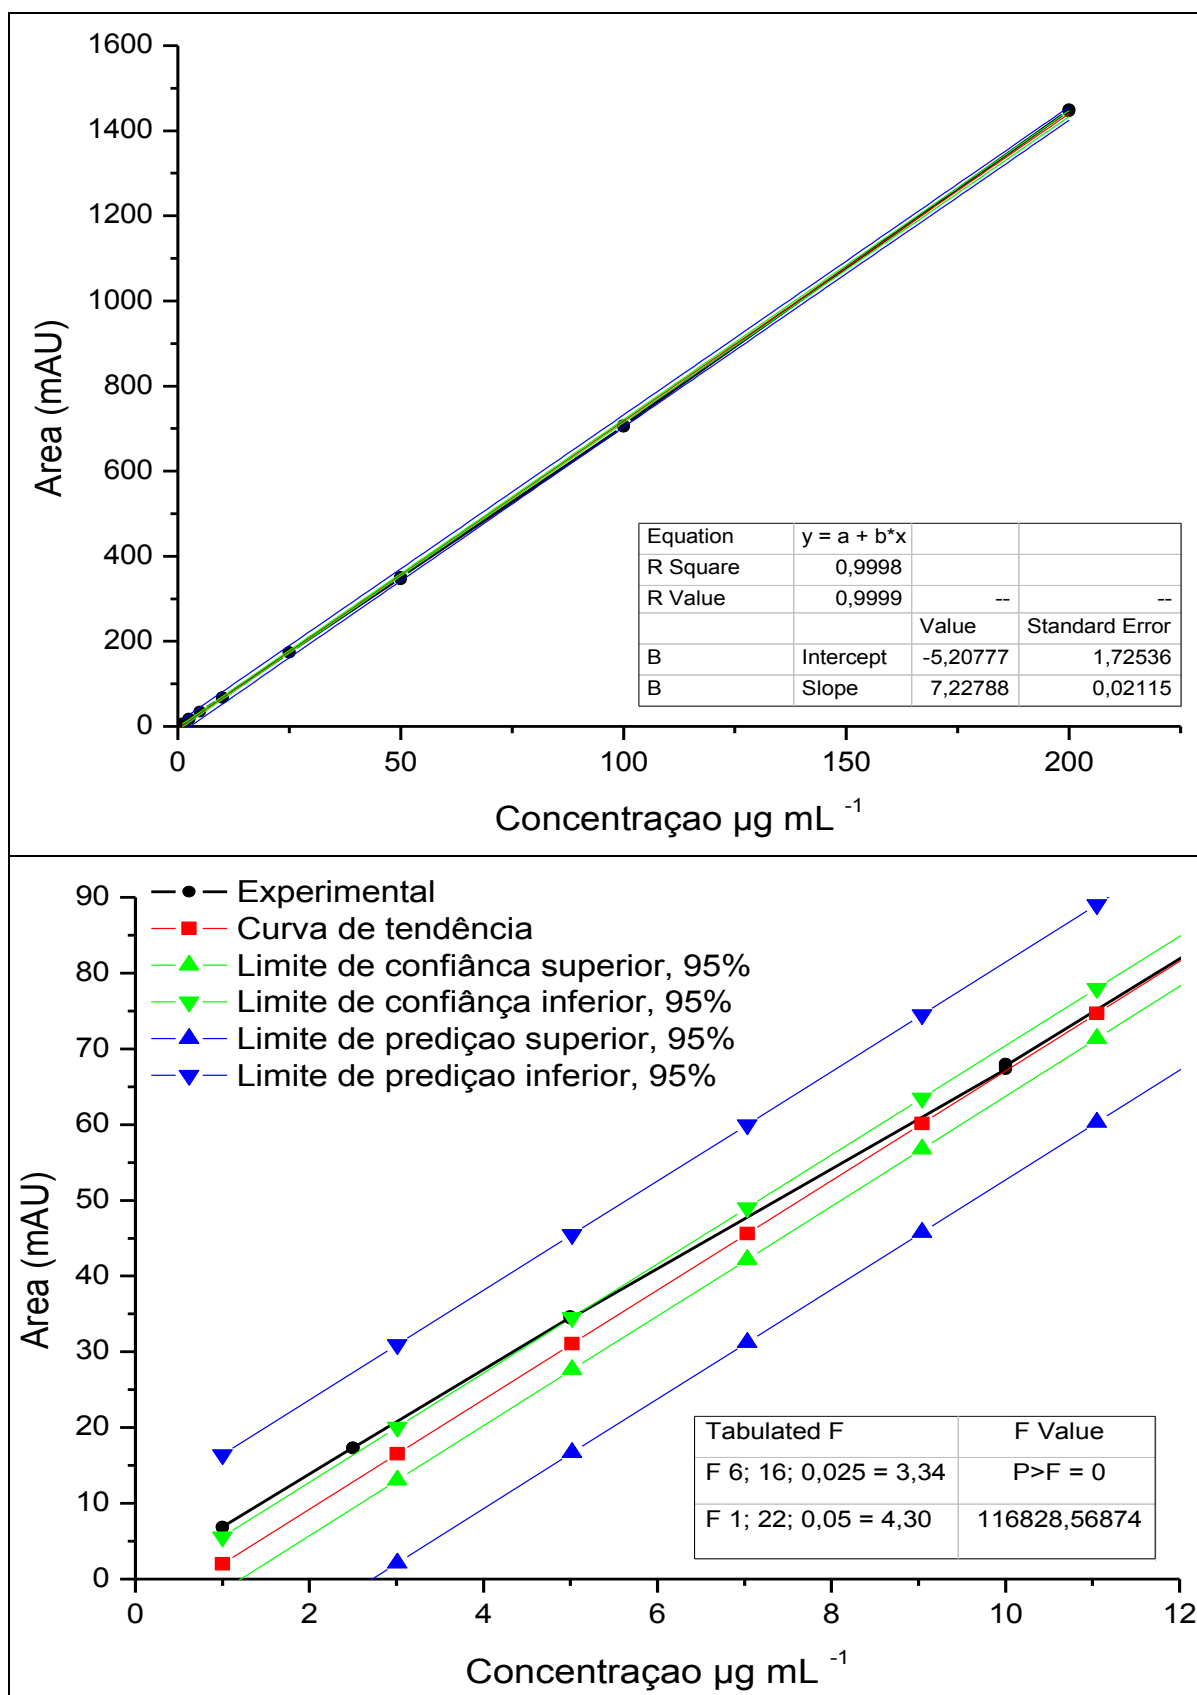 1600
1400
1200
1000
800
600
400
200
0
Area (mAU)
0 50 100 150 200
Concentraçao µg mL -1
Equation y = a + b*x
R Square 0,9998
R Value 0,9999 -- --
Value Standard Error
B Intercept -5,20777 1,72536
B Slope 7,22788 0,02115
90
80
70
60
50
40
30
20
10
0
Area (mAU)
Experimental
Curva de tendência
Limite de confiânca superior, 95%
Limite de confiânça inferior, 95%
Limite de prediçao superior, 95%
Limite de prediçao inferior, 95%
Tabulated F F Value
F 6; 16; 0,025 = 3,34 P>F = 0
F 1; 22; 0,05 = 4,30 116828,56874
0 2 4 6 8 10 12
Concentraçao µg mL -1